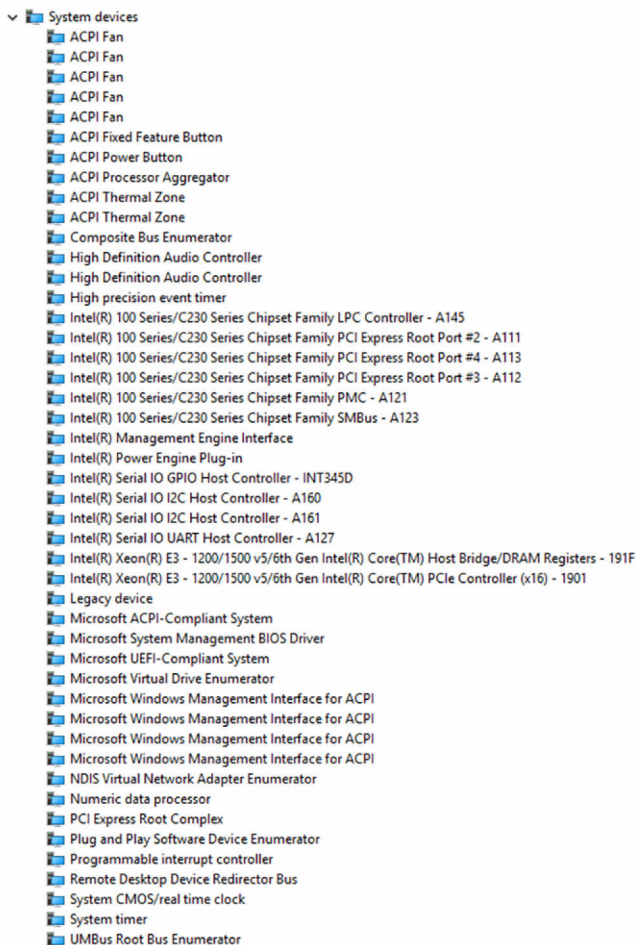 System devices
ACPI Fan
ACPI Fan
ACPI Fan
ACPI Fan
ACPI Fan
ACPI Fixed Feature Button
ACPI Power Button
ACPI Processor Aggregator
ACPI Thermal Zone
ACPI Thermal Zone
Composite Bus Enumerator
High Definition Audio Controller
High Definition Audio Controller
High precision event timer
Intel(R) 100 Series/C230 Series Chipset Family LPC Controller - A145
Intel(R) 100 Series/C230 Series Chipset Family PCI Express Root Port #2 - A111
Intel(R) 100 Series/C230 Series Chipset Family PCI Express Root Port #4 - A113
Intel(R) 100 Series/C230 Series Chipset Family PCI Express Root Port #3 - A112
Intel(R) 100 Series/C230 Series Chipset Family PMC - A121
Intel(R) 100 Series/C230 Series Chipset Family SMBus - A123
Intel(R) Management Engine Interface
Intel(R) Power Engine Plug-in
Intel(R) Serial IO GPIO Host Controller - INT345D
Intel(R) Serial IO I2C Host Controller - A160
Intel(R) Serial IO I2C Host Controller - A161
Intel(R) Serial IO UART Host Controller - A127
Intel(R) Xeon(R) E3 - 1200/1500 v5/6th Gen Intel(R) Core(TM) Host Bridge/DRAM Registers - 191F
Intel(R) Xeon(R) E3 - 1200/1500 v5/6th Gen Intel(R) Core(TM) PCIe Controller (x16) - 1901
Legacy device
Microsoft ACPI-Compliant System
Microsoft System Management BIOS Driver
Microsoft UEFI-Compliant System
Microsoft Virtual Drive Enumerator
Microsoft Windows Management Interface for ACPI
Microsoft Windows Management Interface for ACPI
Microsoft Windows Management Interface for ACPI
Microsoft Windows Management Interface for ACPI
NDIS Virtual Network Adapter Enumerator
Numeric data processor
PCI Express Root Complex
Plug and Play Software Device Enumerator
Programmable interrupt controller
Remote Desktop Device Redirector Bus
System CMOS/real time clock
System timer
UMBus Root Bus Enumerator